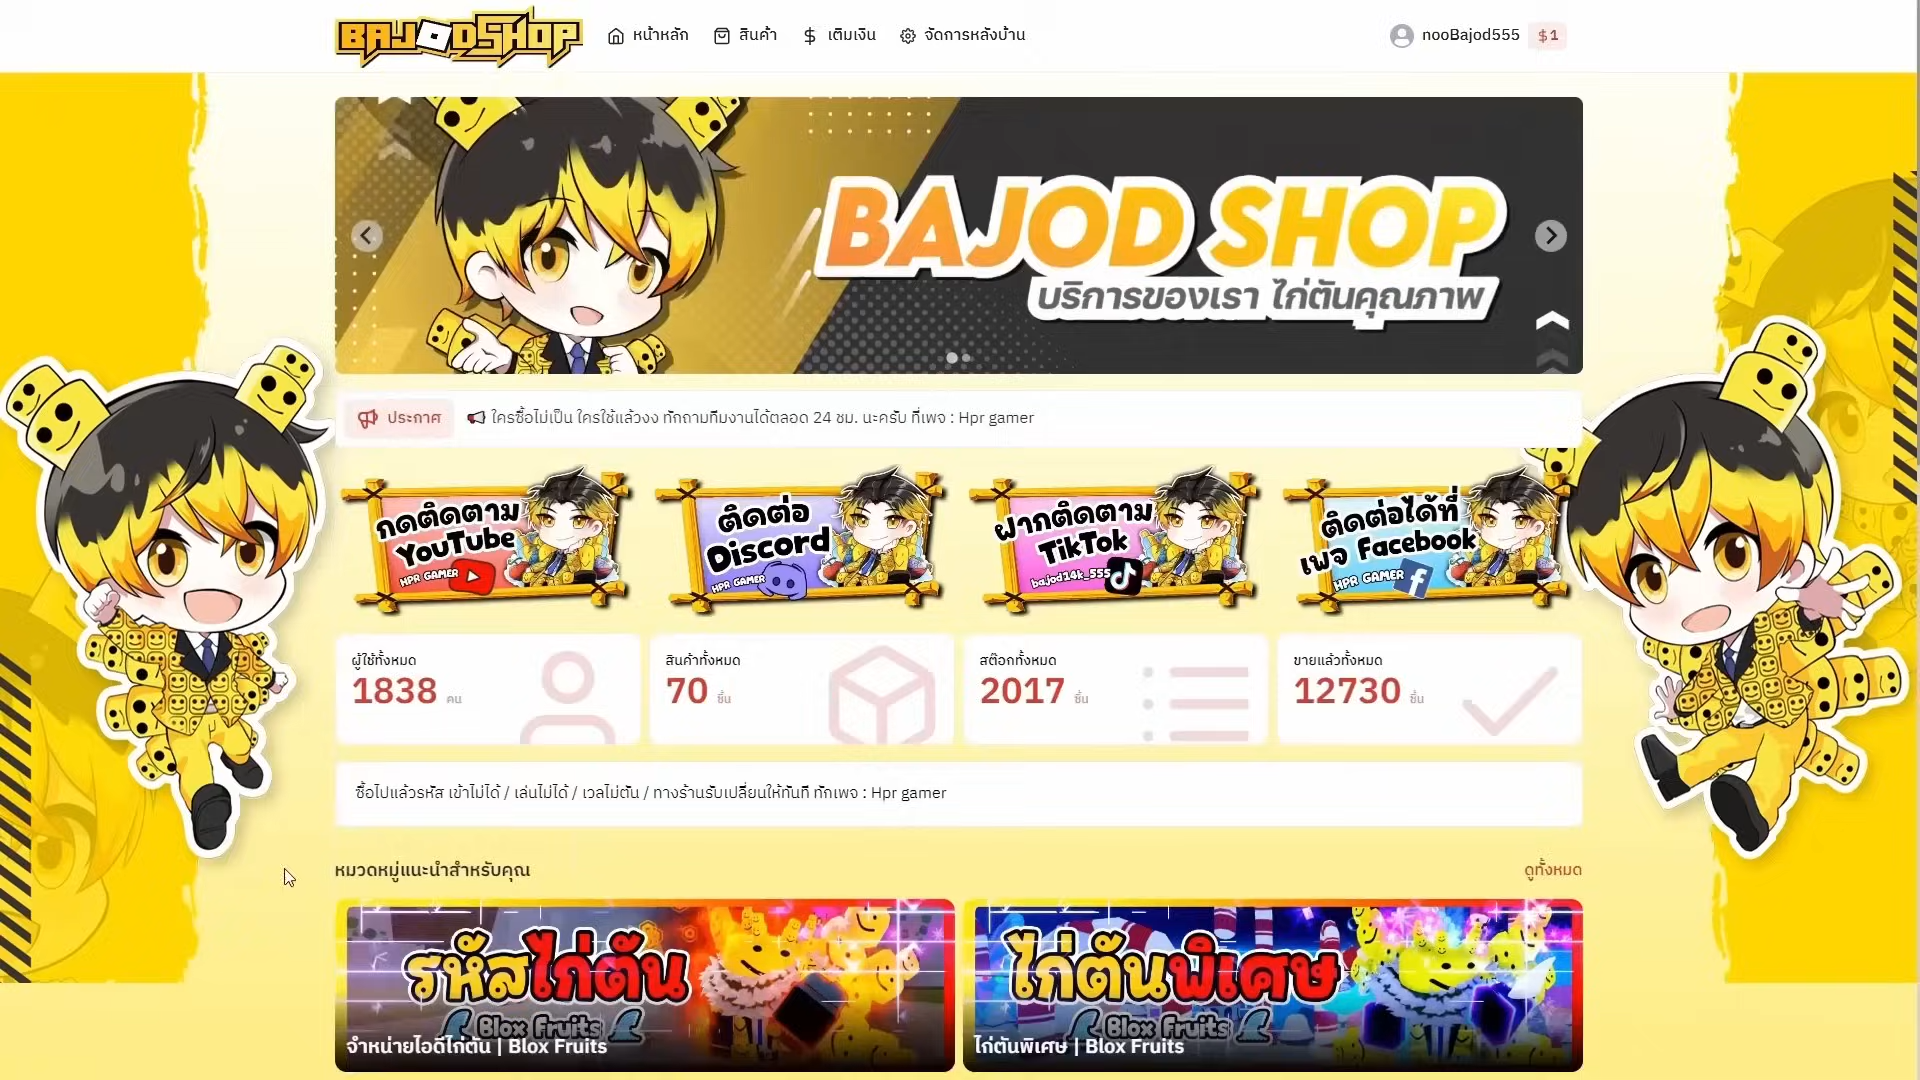 BAJODSHOP
หน้าหลัก
สินค้า
เติมเงิน
จัดการหลังบ้าน
nooBajod555
$1
BAJOD SHOP
บริการของเรา ไก่ตันคุณภาพ
ประกาศ
ใครซื้อไม่เป็น ใครใช้แล้วงง ทักถามทีมงานได้ตลอด 24 ชม. นะครับ ที่เพจ : Hpr gamer
กดติดตาม
YouTube
HPR GAMER
ติดต่อ
Discord
HPR GAMER
ฝากติดตาม
TikTok
bajod14k_555
ติดต่อได้ที่
เพจ Facebook
HPR GAMER
ผู้ใช้ทั้งหมด
1838 คน
สินค้าทั้งหมด
70 ชิ้น
สต๊อกทั้งหมด
2017 ชิ้น
ขายแล้วทั้งหมด
12730 ชิ้น
ซื้อไปแล้วรหัส เข้าไม่ได้ / เล่นไม่ได้ / เวลไม่ตัน / ทางร้านรับเปลี่ยนให้ทันที ทักเพจ : Hpr gamer
หมวดหมู่แนะนำสำหรับคุณ
ดูทั้งหมด
รหัสไก่ตัน
Blox Fruits
จำหน่ายไอดีไก่ตัน | Blox Fruits
ไก่ตันพิเศษ
Blox Fruits
ไก่ตันพิเศษ | Blox Fruits